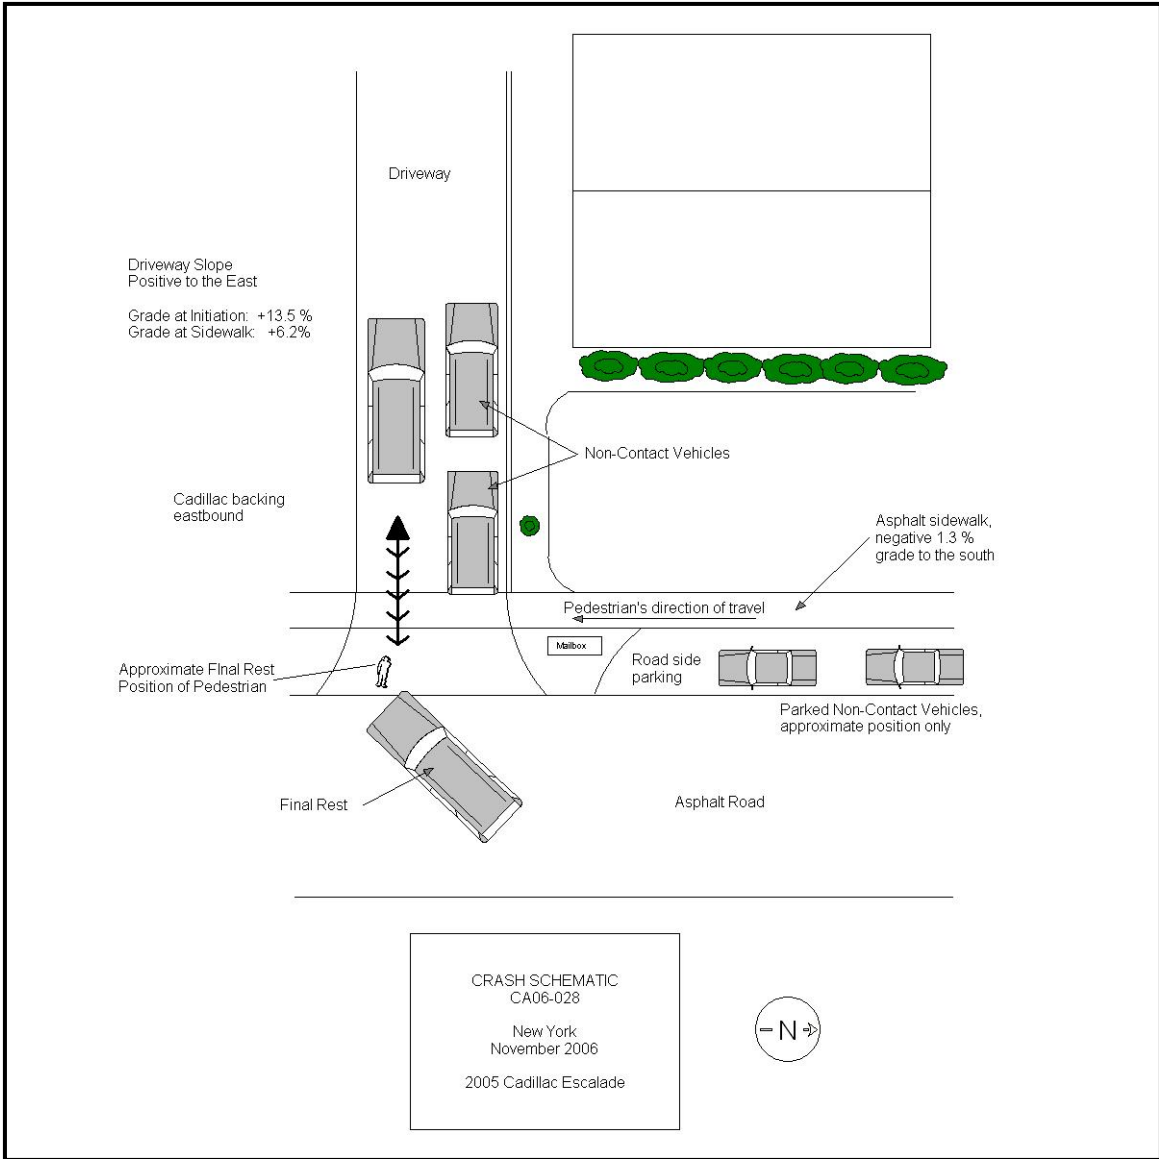 Driveway
Driveway Slope
Positive to the East
Grade at Initiation: +13.5 %
Grade at Sidewalk: +6.2%
Non-Contact Vehicles
Cadillac backing
eastbound
Asphalt sidewalk,
negative 1.3 %
grade to the south
Pedestrian's direction of travel
Mailbox
Road side
parking
Approximate FInal Rest
Position of Pedestrian
Parked Non-Contact Vehicles,
approximate position only
Final Rest
Asphalt Road
CRASH SCHEMATIC
CA06-028
New York
November 2006
2005 Cadillac Escalade
N